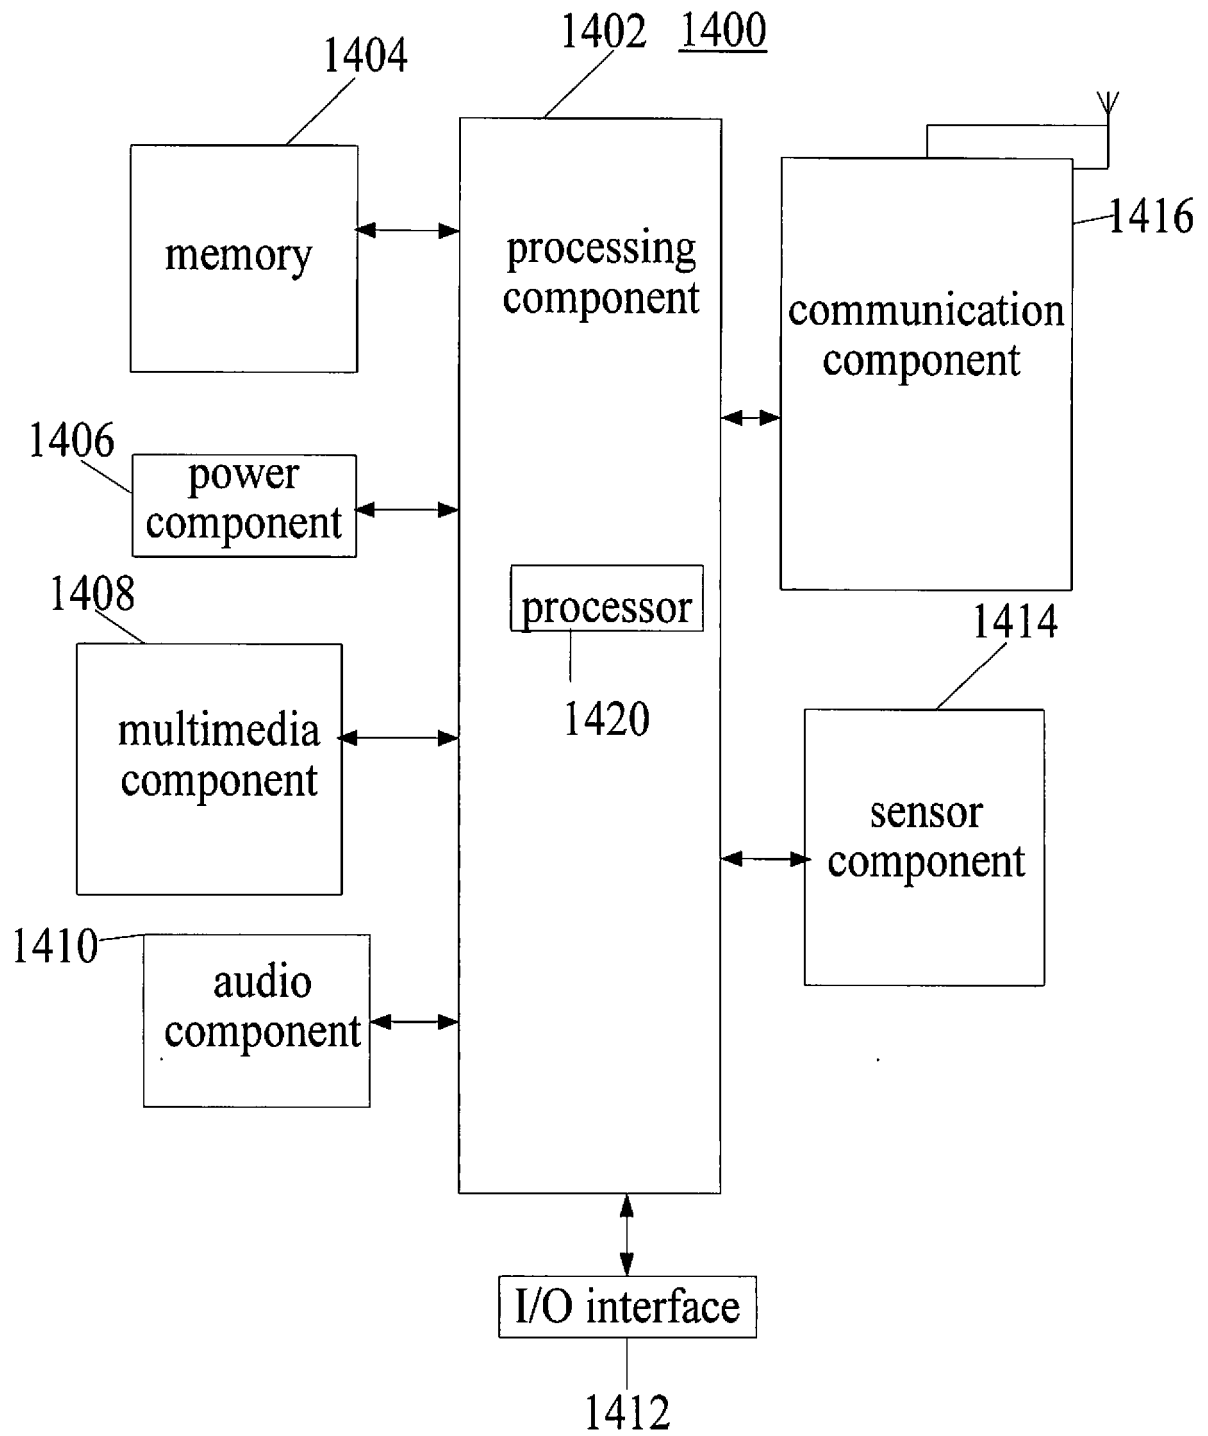 1402
1400
1404
memory
processing
component
1416
communication
component
1406
power
component
1408
processor
1420
1414
multimedia
component
sensor
component
1410
audio
component
I/O interface
1412